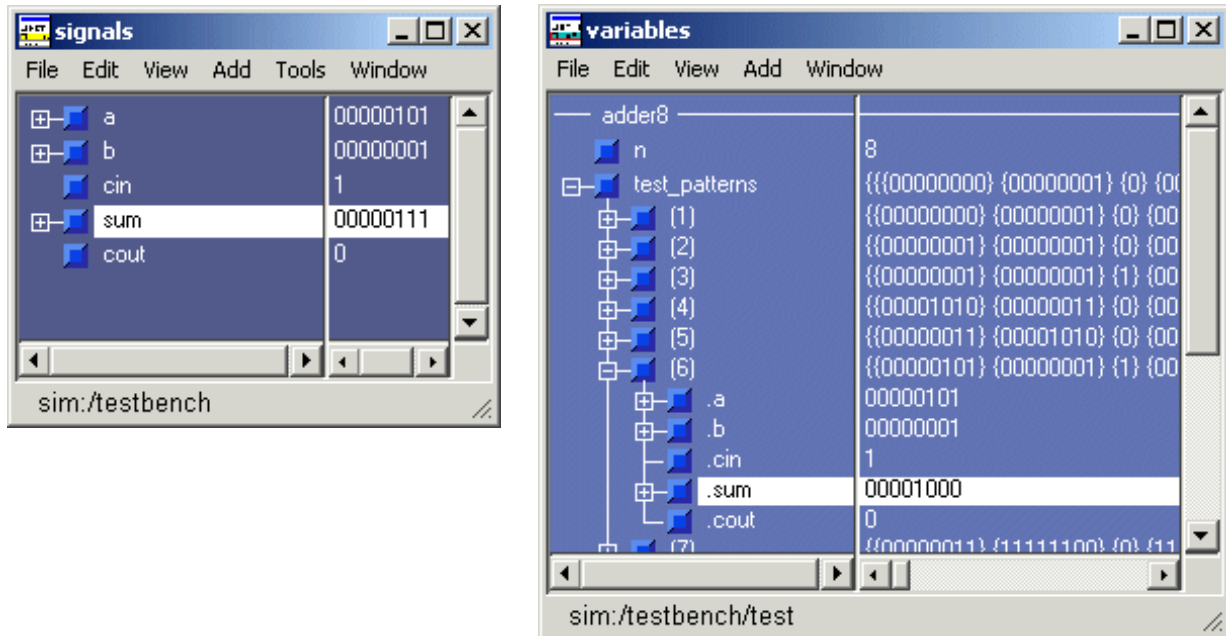 signals
File Edit View Add Tools Window
a 00000101
b 00000001
cin 1
sum 00000111
cout 0
sim:/testbench
variables
File Edit View Add Window
adder8
n 8
test_patterns {{{00000000} {00000001} {0} {00
(1) {{00000000} {00000001} {0} {00
(2) {{00000001} {00000001} {0} {00
(3) {{00000001} {00000001} {1} {00
(4) {{00001010} {00000011} {0} {00
(5) {{00000011} {00001010} {0} {00
(6) {{00000101} {00000001} {1} {00
.a 00000101
.b 00000001
.cin 1
.sum 00001000
.cout 0
(7) {{00000011} {11111100} {0} {11
sim:/testbench/test